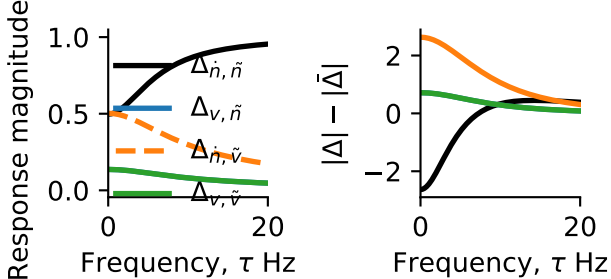 Response magnitude
1.0
0.5
0.0
0
20
Frequency, τ Hz
Δṅ, ñ
Δv, ñ
Δṅ, ṽ
Δv, ṽ
|Δ| − |Δ̄|
2
0
−2
0
20
Frequency, τ Hz